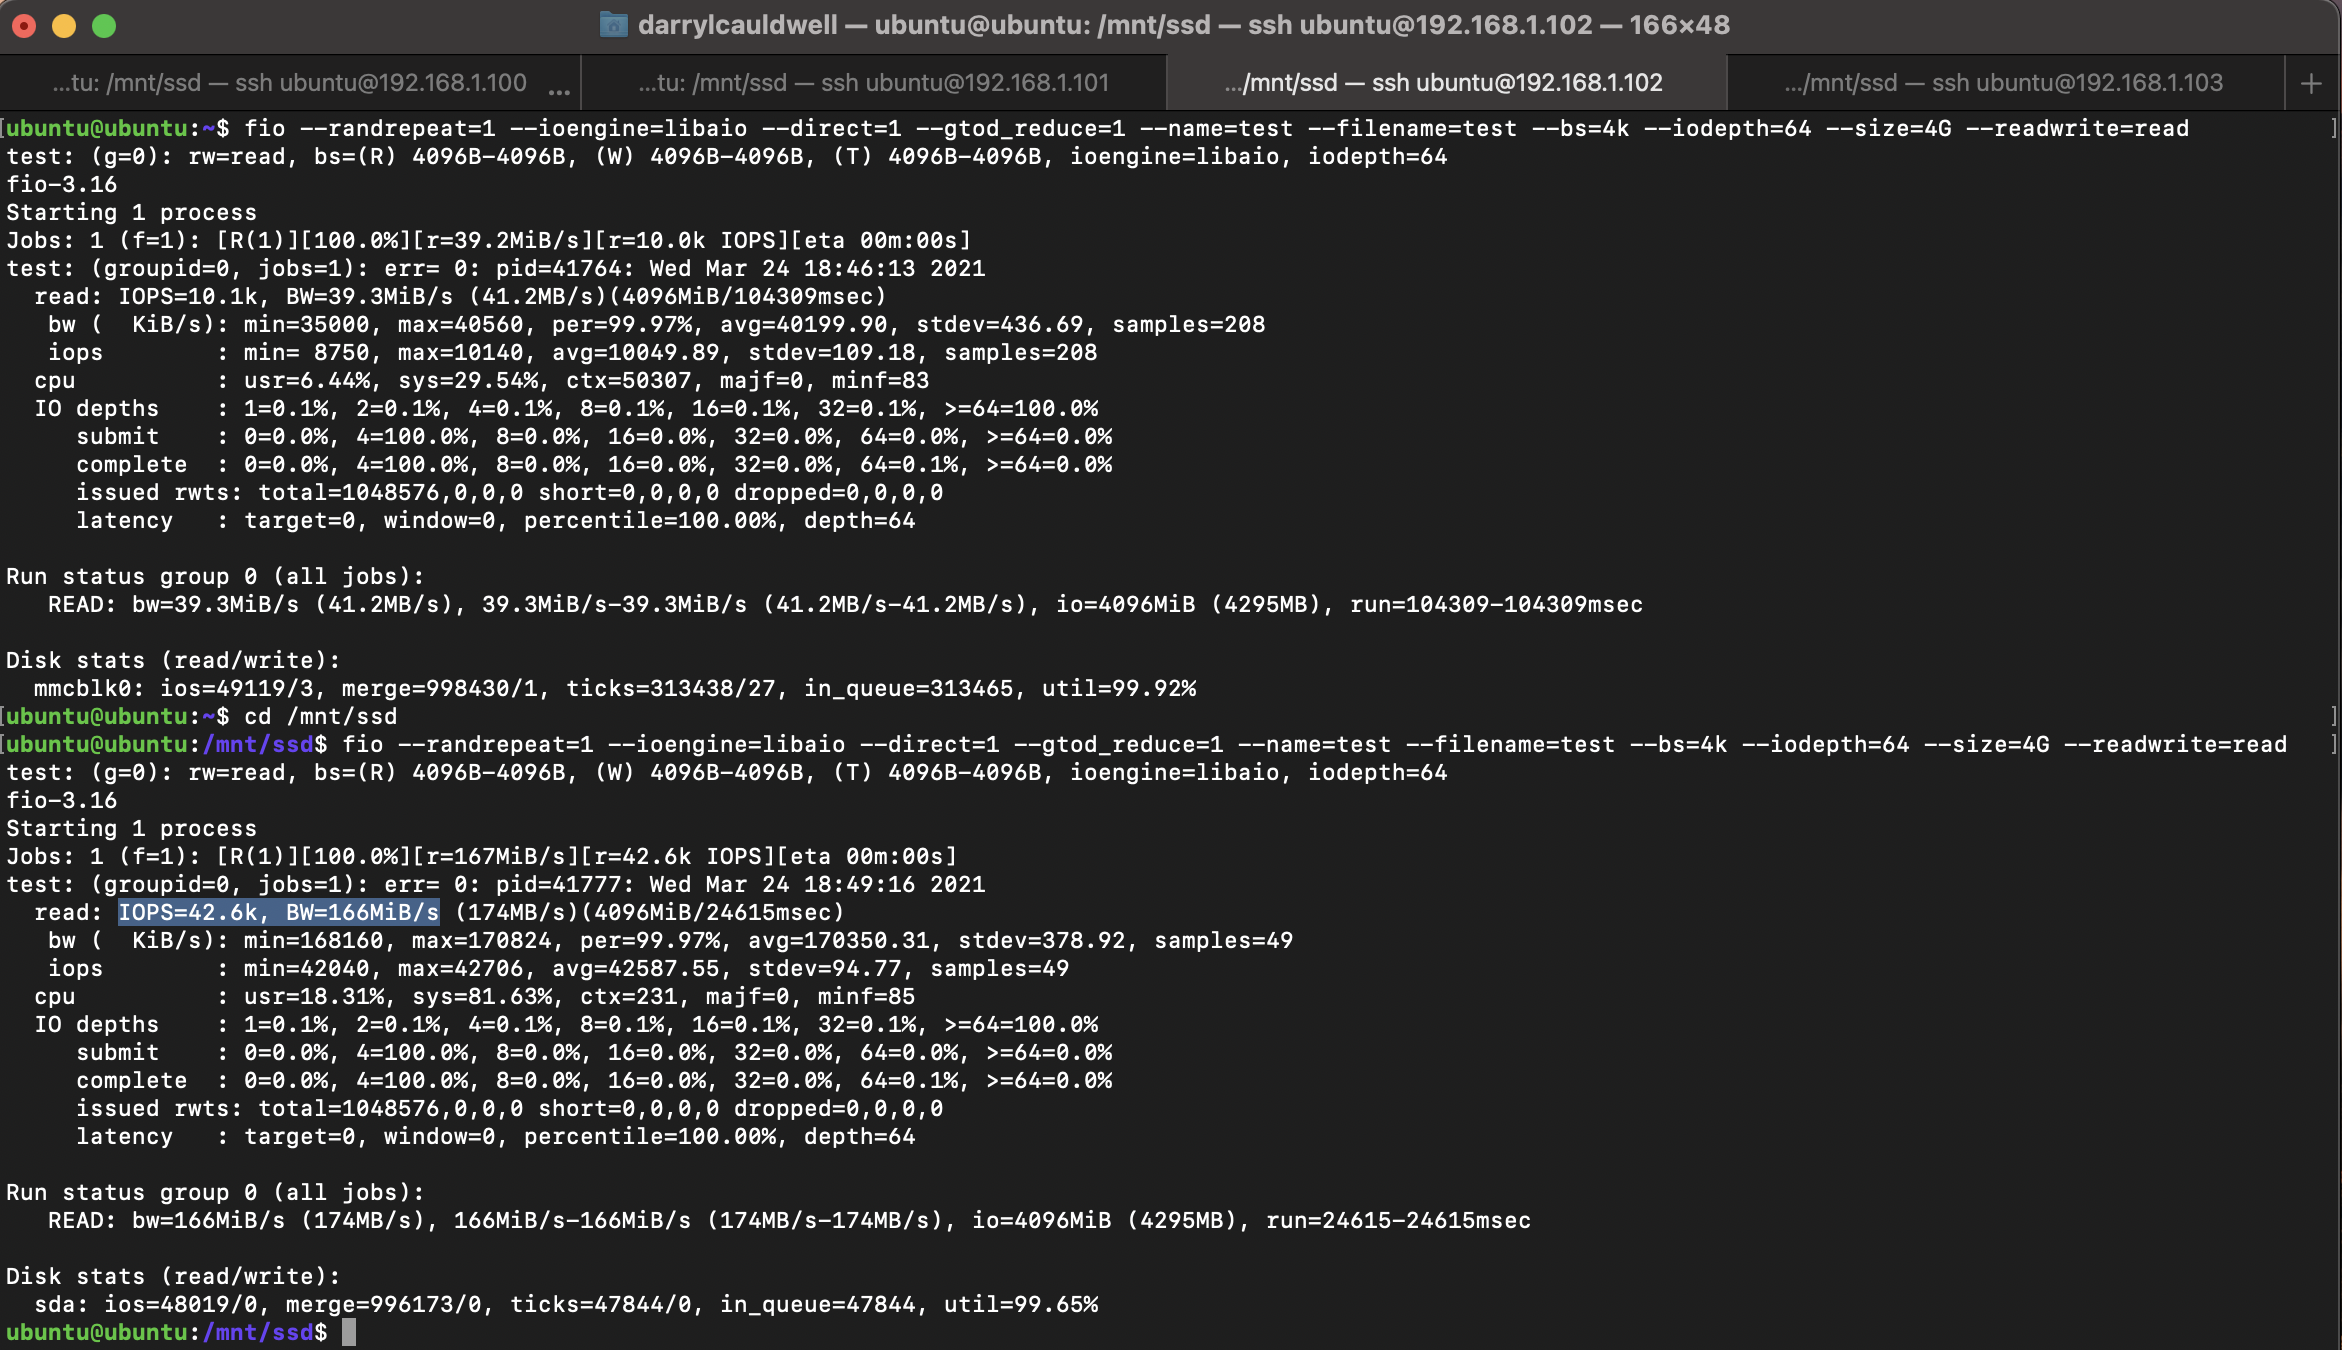 darrylcauldwell — ubuntu@ubuntu: /mnt/ssd — ssh ubuntu@192.168.1.102 — 166×48
...tu: /mnt/ssd — ssh ubuntu@192.168.1.100 ... ...tu: /mnt/ssd — ssh ubuntu@192.168.1.101 .../mnt/ssd — ssh ubuntu@192.168.1.102 .../mnt/ssd — ssh ubuntu@192.168.1.103 +
[ubuntu@ubuntu:~$ fio --randrepeat=1 --ioengine=libaio --direct=1 --gtod_reduce=1 --name=test --filename=test --bs=4k --iodepth=64 --size=4G --readwrite=read ]
test: (g=0): rw=read, bs=(R) 4096B-4096B, (W) 4096B-4096B, (T) 4096B-4096B, ioengine=libaio, iodepth=64
fio-3.16
Starting 1 process
Jobs: 1 (f=1): [R(1)][100.0%][r=39.2MiB/s][r=10.0k IOPS][eta 00m:00s]
test: (groupid=0, jobs=1): err= 0: pid=41764: Wed Mar 24 18:46:13 2021
  read: IOPS=10.1k, BW=39.3MiB/s (41.2MB/s)(4096MiB/104309msec)
   bw (  KiB/s): min=35000, max=40560, per=99.97%, avg=40199.90, stdev=436.69, samples=208
   iops        : min= 8750, max=10140, avg=10049.89, stdev=109.18, samples=208
  cpu          : usr=6.44%, sys=29.54%, ctx=50307, majf=0, minf=83
  IO depths    : 1=0.1%, 2=0.1%, 4=0.1%, 8=0.1%, 16=0.1%, 32=0.1%, >=64=100.0%
     submit    : 0=0.0%, 4=100.0%, 8=0.0%, 16=0.0%, 32=0.0%, 64=0.0%, >=64=0.0%
     complete  : 0=0.0%, 4=100.0%, 8=0.0%, 16=0.0%, 32=0.0%, 64=0.1%, >=64=0.0%
     issued rwts: total=1048576,0,0,0 short=0,0,0,0 dropped=0,0,0,0
     latency   : target=0, window=0, percentile=100.00%, depth=64

Run status group 0 (all jobs):
   READ: bw=39.3MiB/s (41.2MB/s), 39.3MiB/s-39.3MiB/s (41.2MB/s-41.2MB/s), io=4096MiB (4295MB), run=104309-104309msec

Disk stats (read/write):
  mmcblk0: ios=49119/3, merge=998430/1, ticks=313438/27, in_queue=313465, util=99.92%
[ubuntu@ubuntu:~$ cd /mnt/ssd ]
[ubuntu@ubuntu:/mnt/ssd$ fio --randrepeat=1 --ioengine=libaio --direct=1 --gtod_reduce=1 --name=test --filename=test --bs=4k --iodepth=64 --size=4G --readwrite=read ]
test: (g=0): rw=read, bs=(R) 4096B-4096B, (W) 4096B-4096B, (T) 4096B-4096B, ioengine=libaio, iodepth=64
fio-3.16
Starting 1 process
Jobs: 1 (f=1): [R(1)][100.0%][r=167MiB/s][r=42.6k IOPS][eta 00m:00s]
test: (groupid=0, jobs=1): err= 0: pid=41777: Wed Mar 24 18:49:16 2021
  read: IOPS=42.6k, BW=166MiB/s (174MB/s)(4096MiB/24615msec)
   bw (  KiB/s): min=168160, max=170824, per=99.97%, avg=170350.31, stdev=378.92, samples=49
   iops        : min=42040, max=42706, avg=42587.55, stdev=94.77, samples=49
  cpu          : usr=18.31%, sys=81.63%, ctx=231, majf=0, minf=85
  IO depths    : 1=0.1%, 2=0.1%, 4=0.1%, 8=0.1%, 16=0.1%, 32=0.1%, >=64=100.0%
     submit    : 0=0.0%, 4=100.0%, 8=0.0%, 16=0.0%, 32=0.0%, 64=0.0%, >=64=0.0%
     complete  : 0=0.0%, 4=100.0%, 8=0.0%, 16=0.0%, 32=0.0%, 64=0.1%, >=64=0.0%
     issued rwts: total=1048576,0,0,0 short=0,0,0,0 dropped=0,0,0,0
     latency   : target=0, window=0, percentile=100.00%, depth=64

Run status group 0 (all jobs):
   READ: bw=166MiB/s (174MB/s), 166MiB/s-166MiB/s (174MB/s-174MB/s), io=4096MiB (4295MB), run=24615-24615msec

Disk stats (read/write):
  sda: ios=48019/0, merge=996173/0, ticks=47844/0, in_queue=47844, util=99.65%
ubuntu@ubuntu:/mnt/ssd$